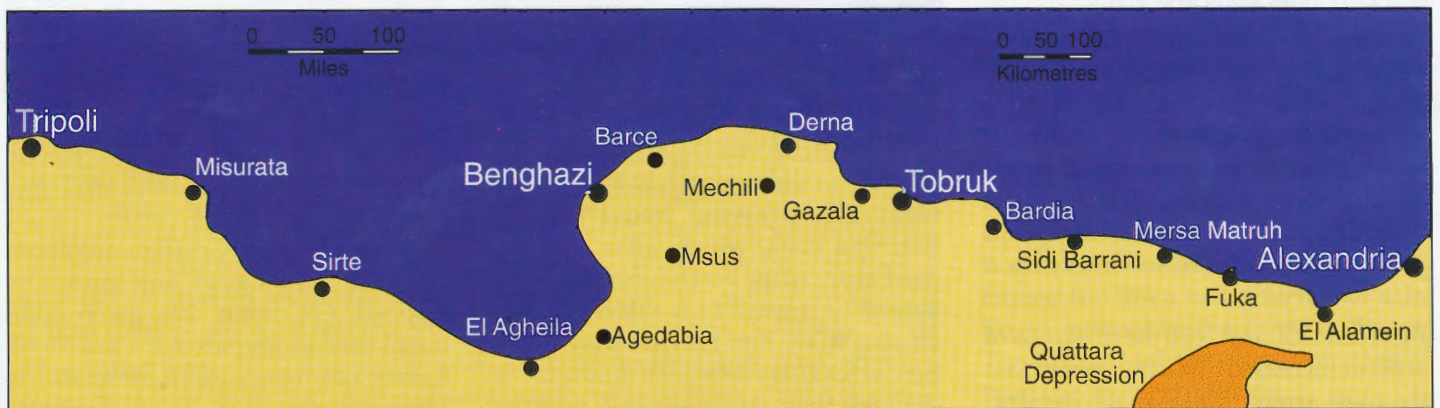 0 50 100
Miles
0 50 100
Kilometres
Tripoli
Misurata
Sirte
El Agheila
Benghazi
Barce
Agedabia
Msus
Mechili
Derna
Gazala
Tobruk
Bardia
Sidi Barrani
Mersa Matruh
Fuka
Alexandria
El Alamein
Quattara
Depression